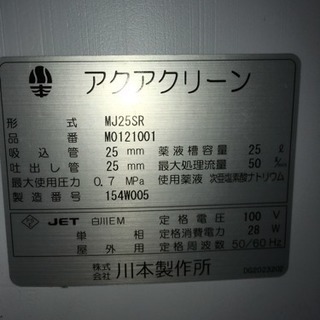 アクアクリーン
形式 MJ25SR
品番 M0121001
吸込管 25 mm 薬液槽容量 25 ℓ
吐出し管 25 mm 最大処理流量 50
最大使用圧力 0.7 MPa 使用薬液 次亜塩素酸ナトリウム
製造番号 154W005
JET 白川EM 定格電圧 100 V
単相 定格消費電力 28 W
屋外用 定格周波数 50/60Hz
株式会社 川本製作所